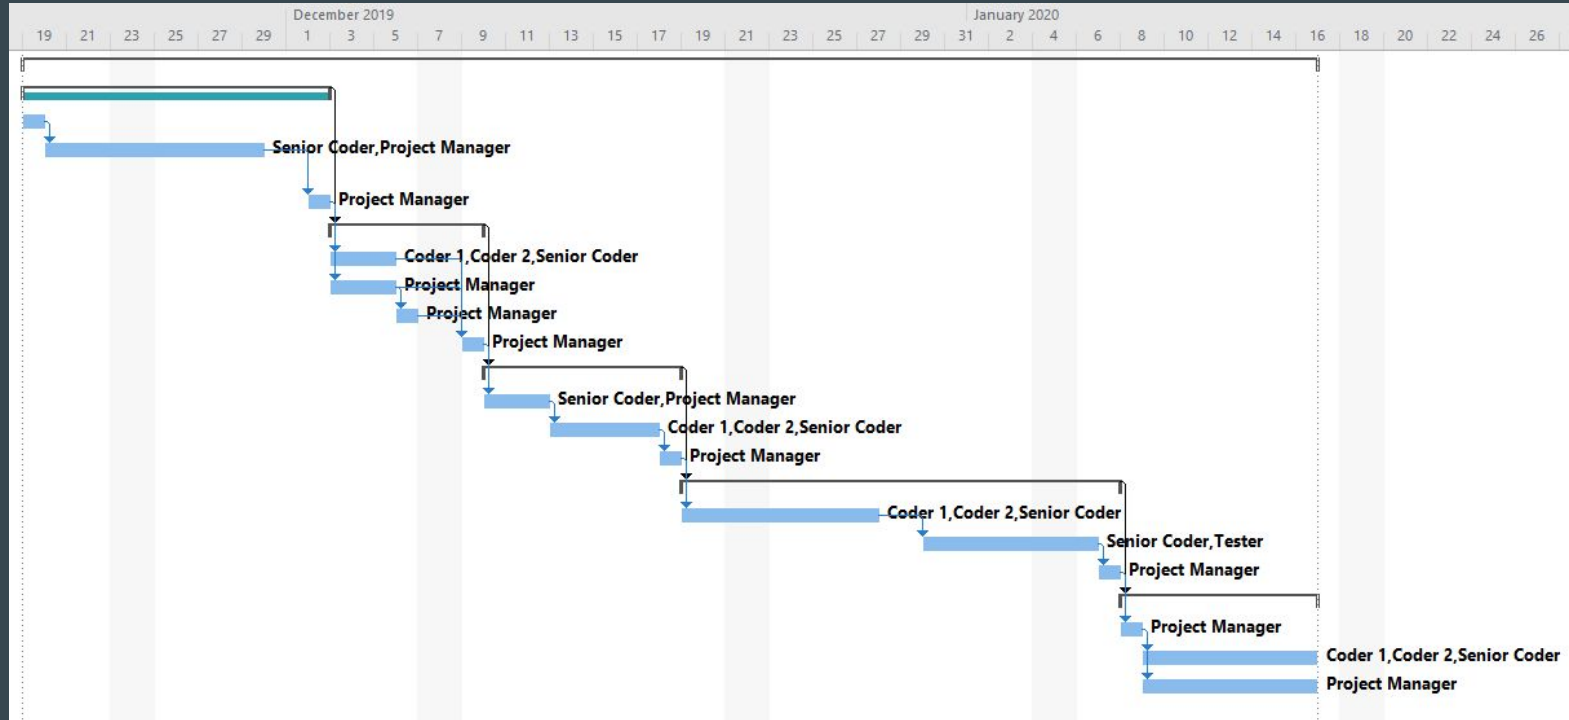 December 2019 January 2020
19 21 23 25 27 29 1 3 5 7 9 11 13 15 17 19 21 23 25 27 29 31 2 4 6 8 10 12 14 16 18 20 22 24 26
Senior Coder,Project Manager
Project Manager
Coder 1,Coder 2,Senior Coder
Project Manager
Project Manager
Project Manager
Senior Coder,Project Manager
Coder 1,Coder 2,Senior Coder
Project Manager
Coder 1,Coder 2,Senior Coder
Senior Coder,Tester
Project Manager
Project Manager
Coder 1,Coder 2,Senior Coder
Project Manager